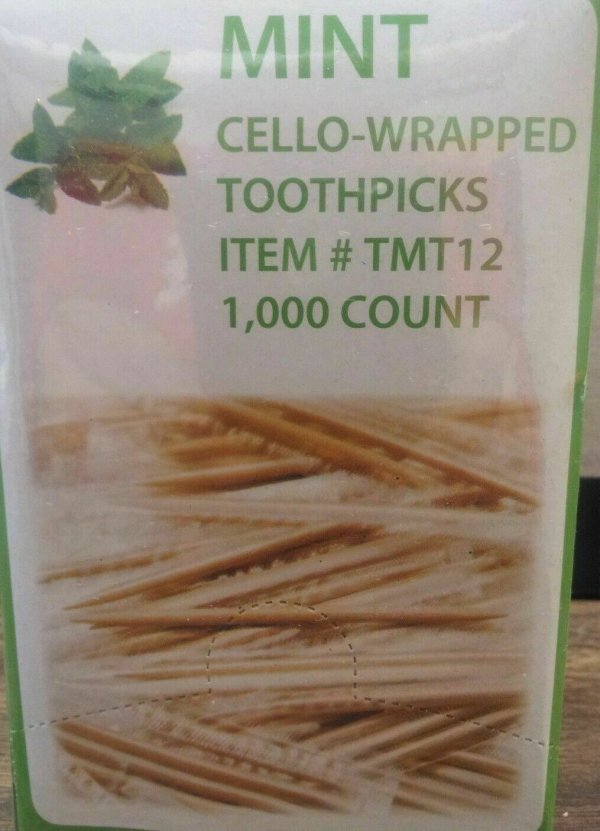 MINT
CELLO-WRAPPED
TOOTHPICKS
ITEM # TMT12
1,000 COUNT